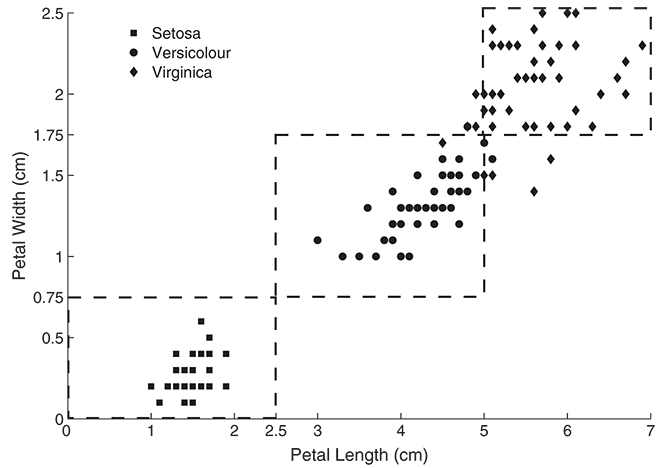 Setosa
Versicolour
Virginica
Petal Width (cm)
2.5
2
1.75
1.5
1
0.75
0.5
0
0 1 2 2.5 3 4 5 6 7
Petal Length (cm)